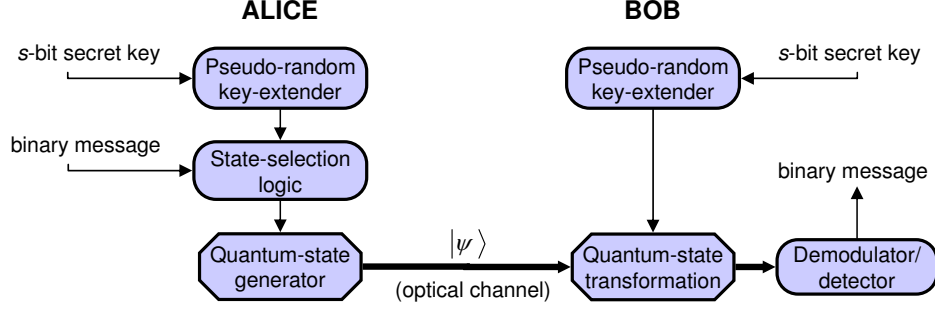 ALICE
BOB
s-bit secret key
Pseudo-random
key-extender
Pseudo-random
key-extender
s-bit secret key
binary message
State-selection
logic
binary message
|ψ⟩
Quantum-state
generator
(optical channel)
Quantum-state
transformation
Demodulator/
detector